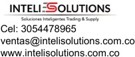 INTELISOLUTIONS
Soluciones Inteligentes Trading & Supply
Cel: 3054478965
ventas@intelisolutions.com.co
www.intelisolutions.com.co